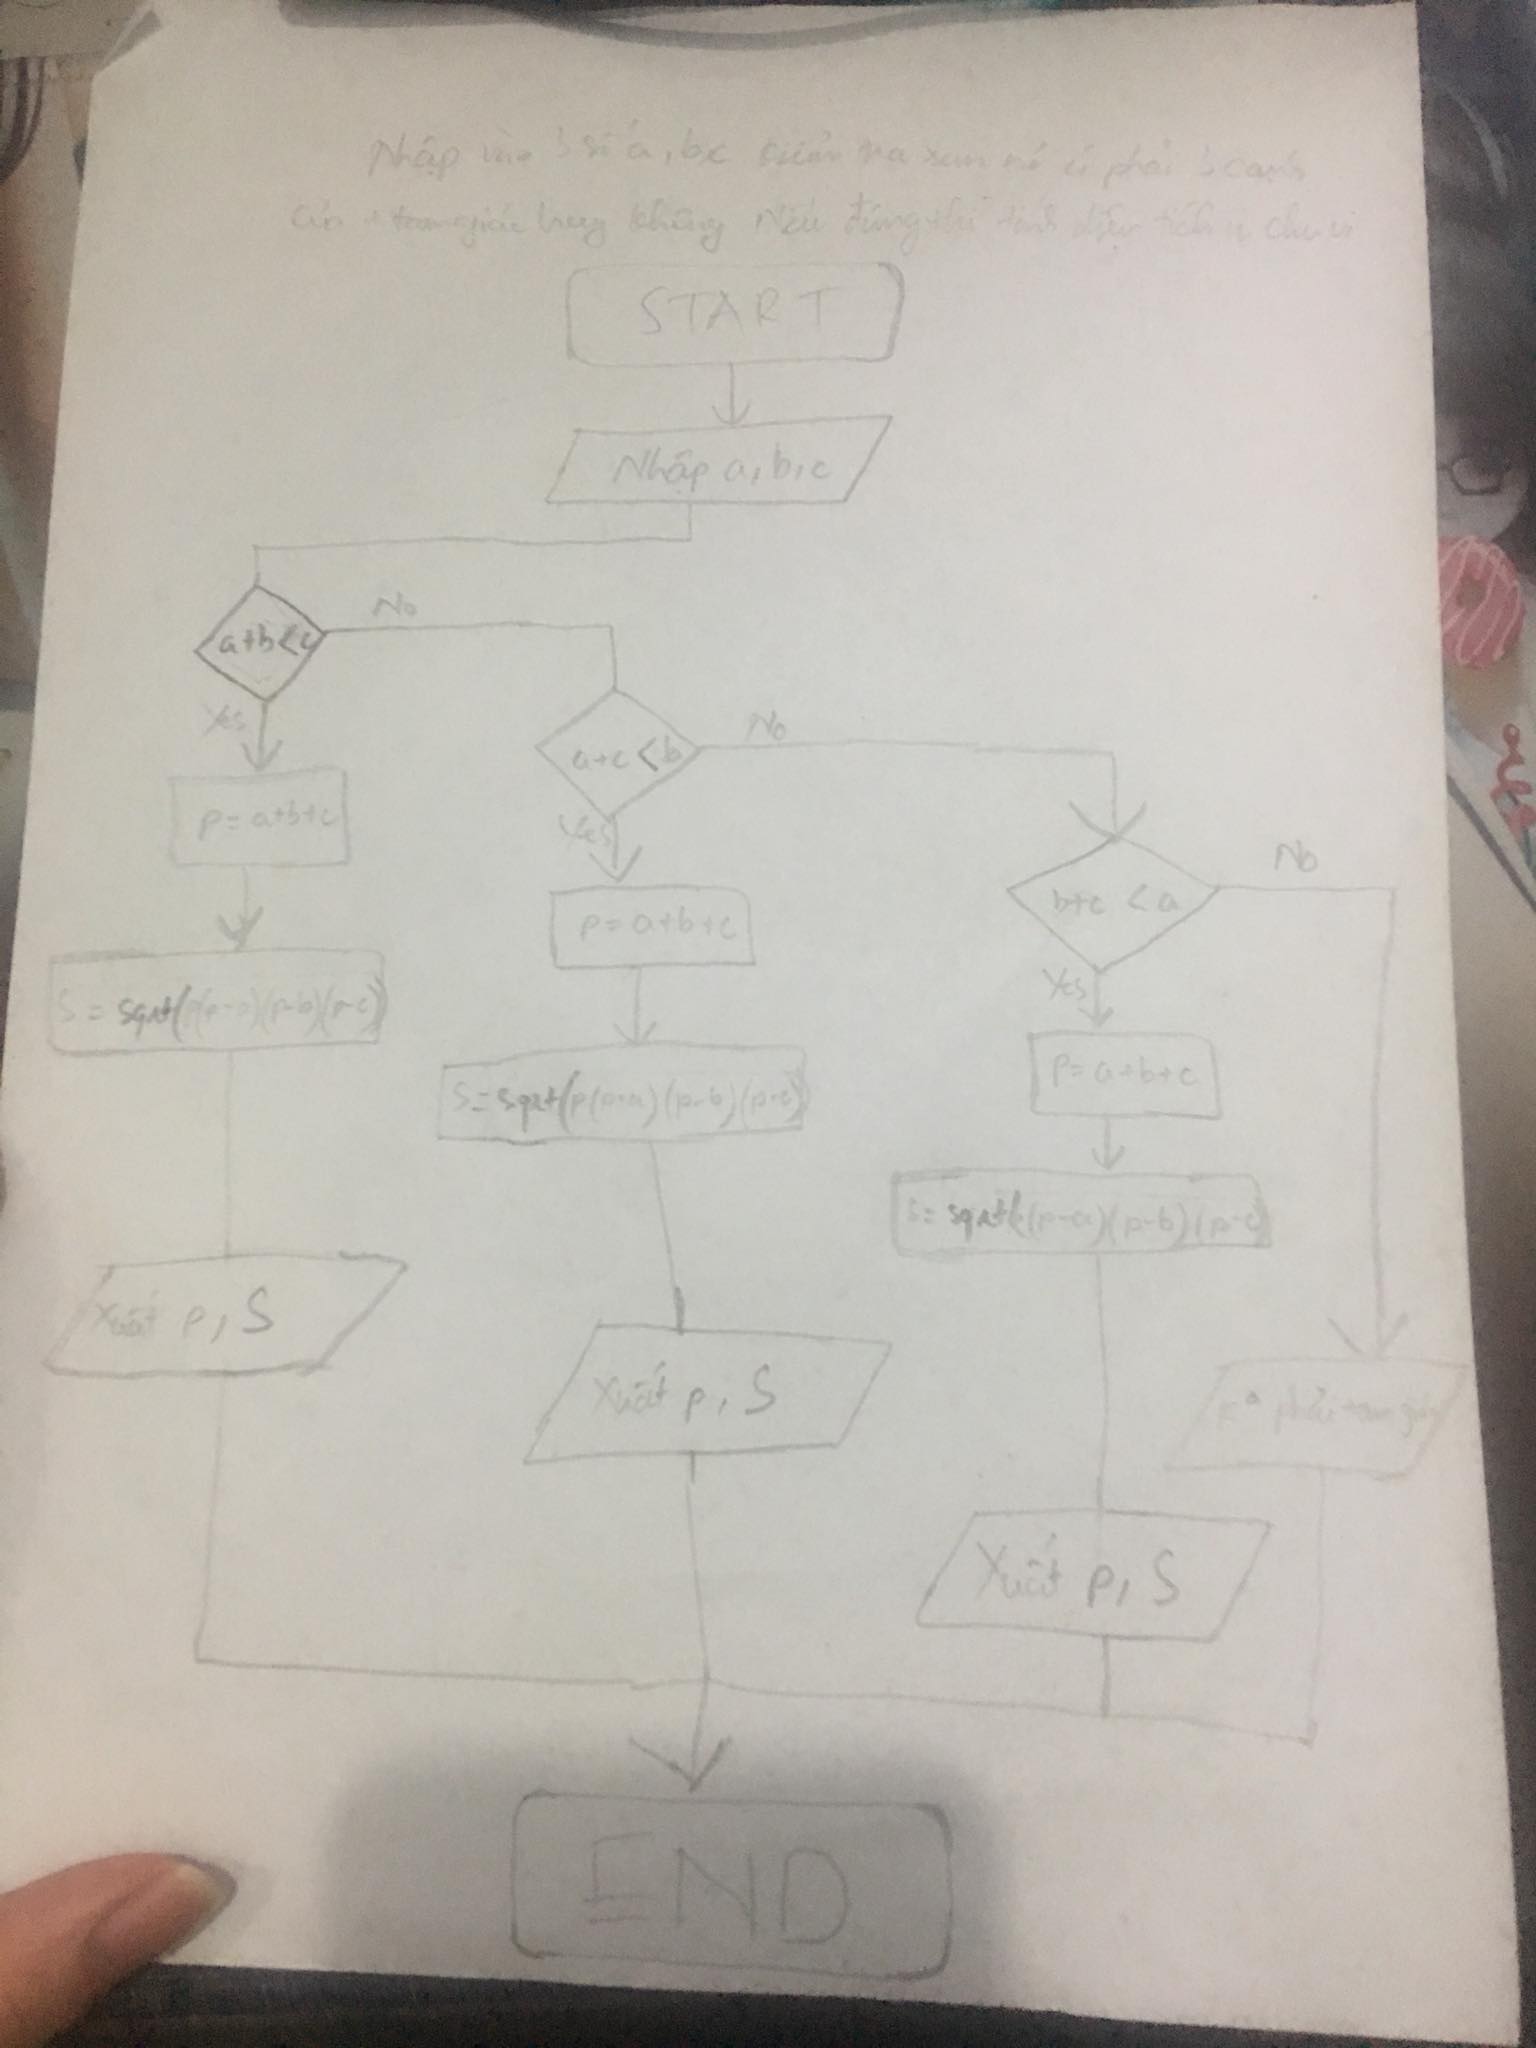 Nhập vào 3 số a, b, c kiểm tra xem nó có phải 3 cạnh
của 1 tam giác hay không Nếu đúng thì tính diện tích, chu vi
START
Nhập a, b, c
a+b<c
No
Yes
a+c<b
No
Yes
b+c<a
No
Yes
P=a+b+c
P=a+b+c
P=a+b+c
S = sqrt(p(p-a)(p-b)(p-c))
S = sqrt(p(p-a)(p-b)(p-c))
S = sqrt((p-a)(p-b)(p-c)
Xuất p, S
Xuất p, S
K° phải tam giác
Xuất p, S
END